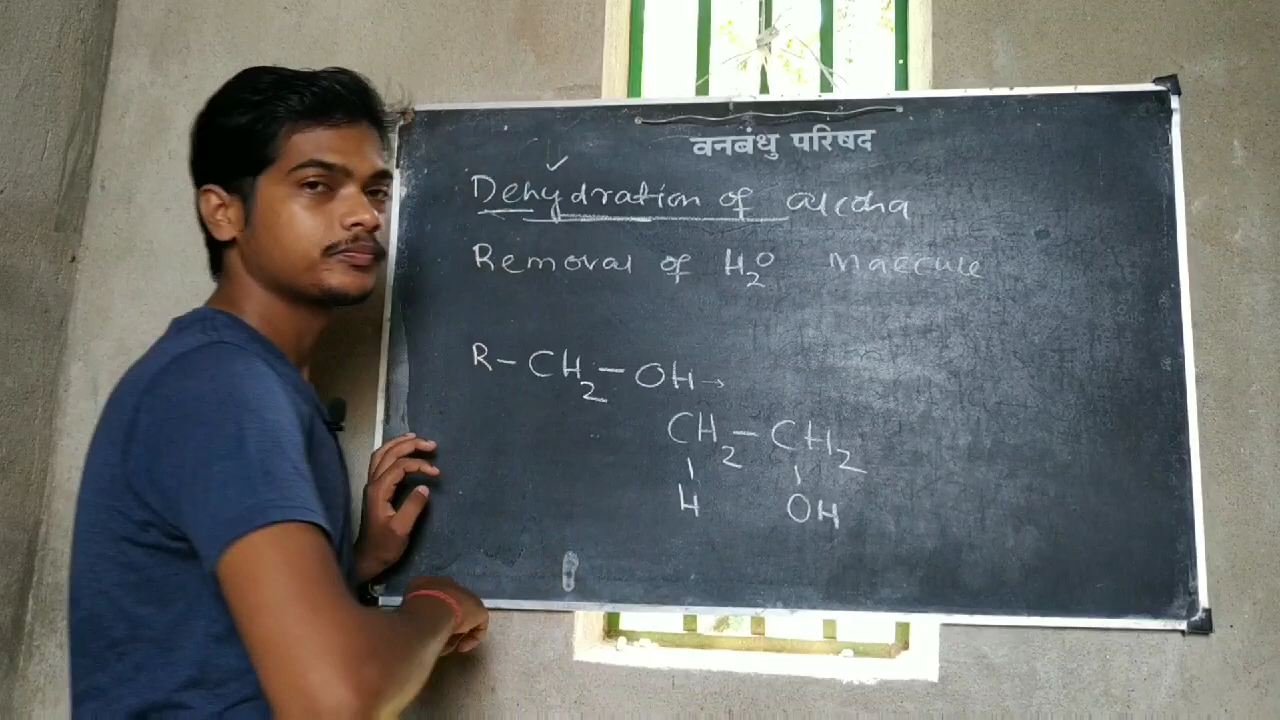 वनबंधु परिषद
Dehydration of alcoha
Removal of H2O Maecule
R-CH2-OH→
CH2-CH2
H OH